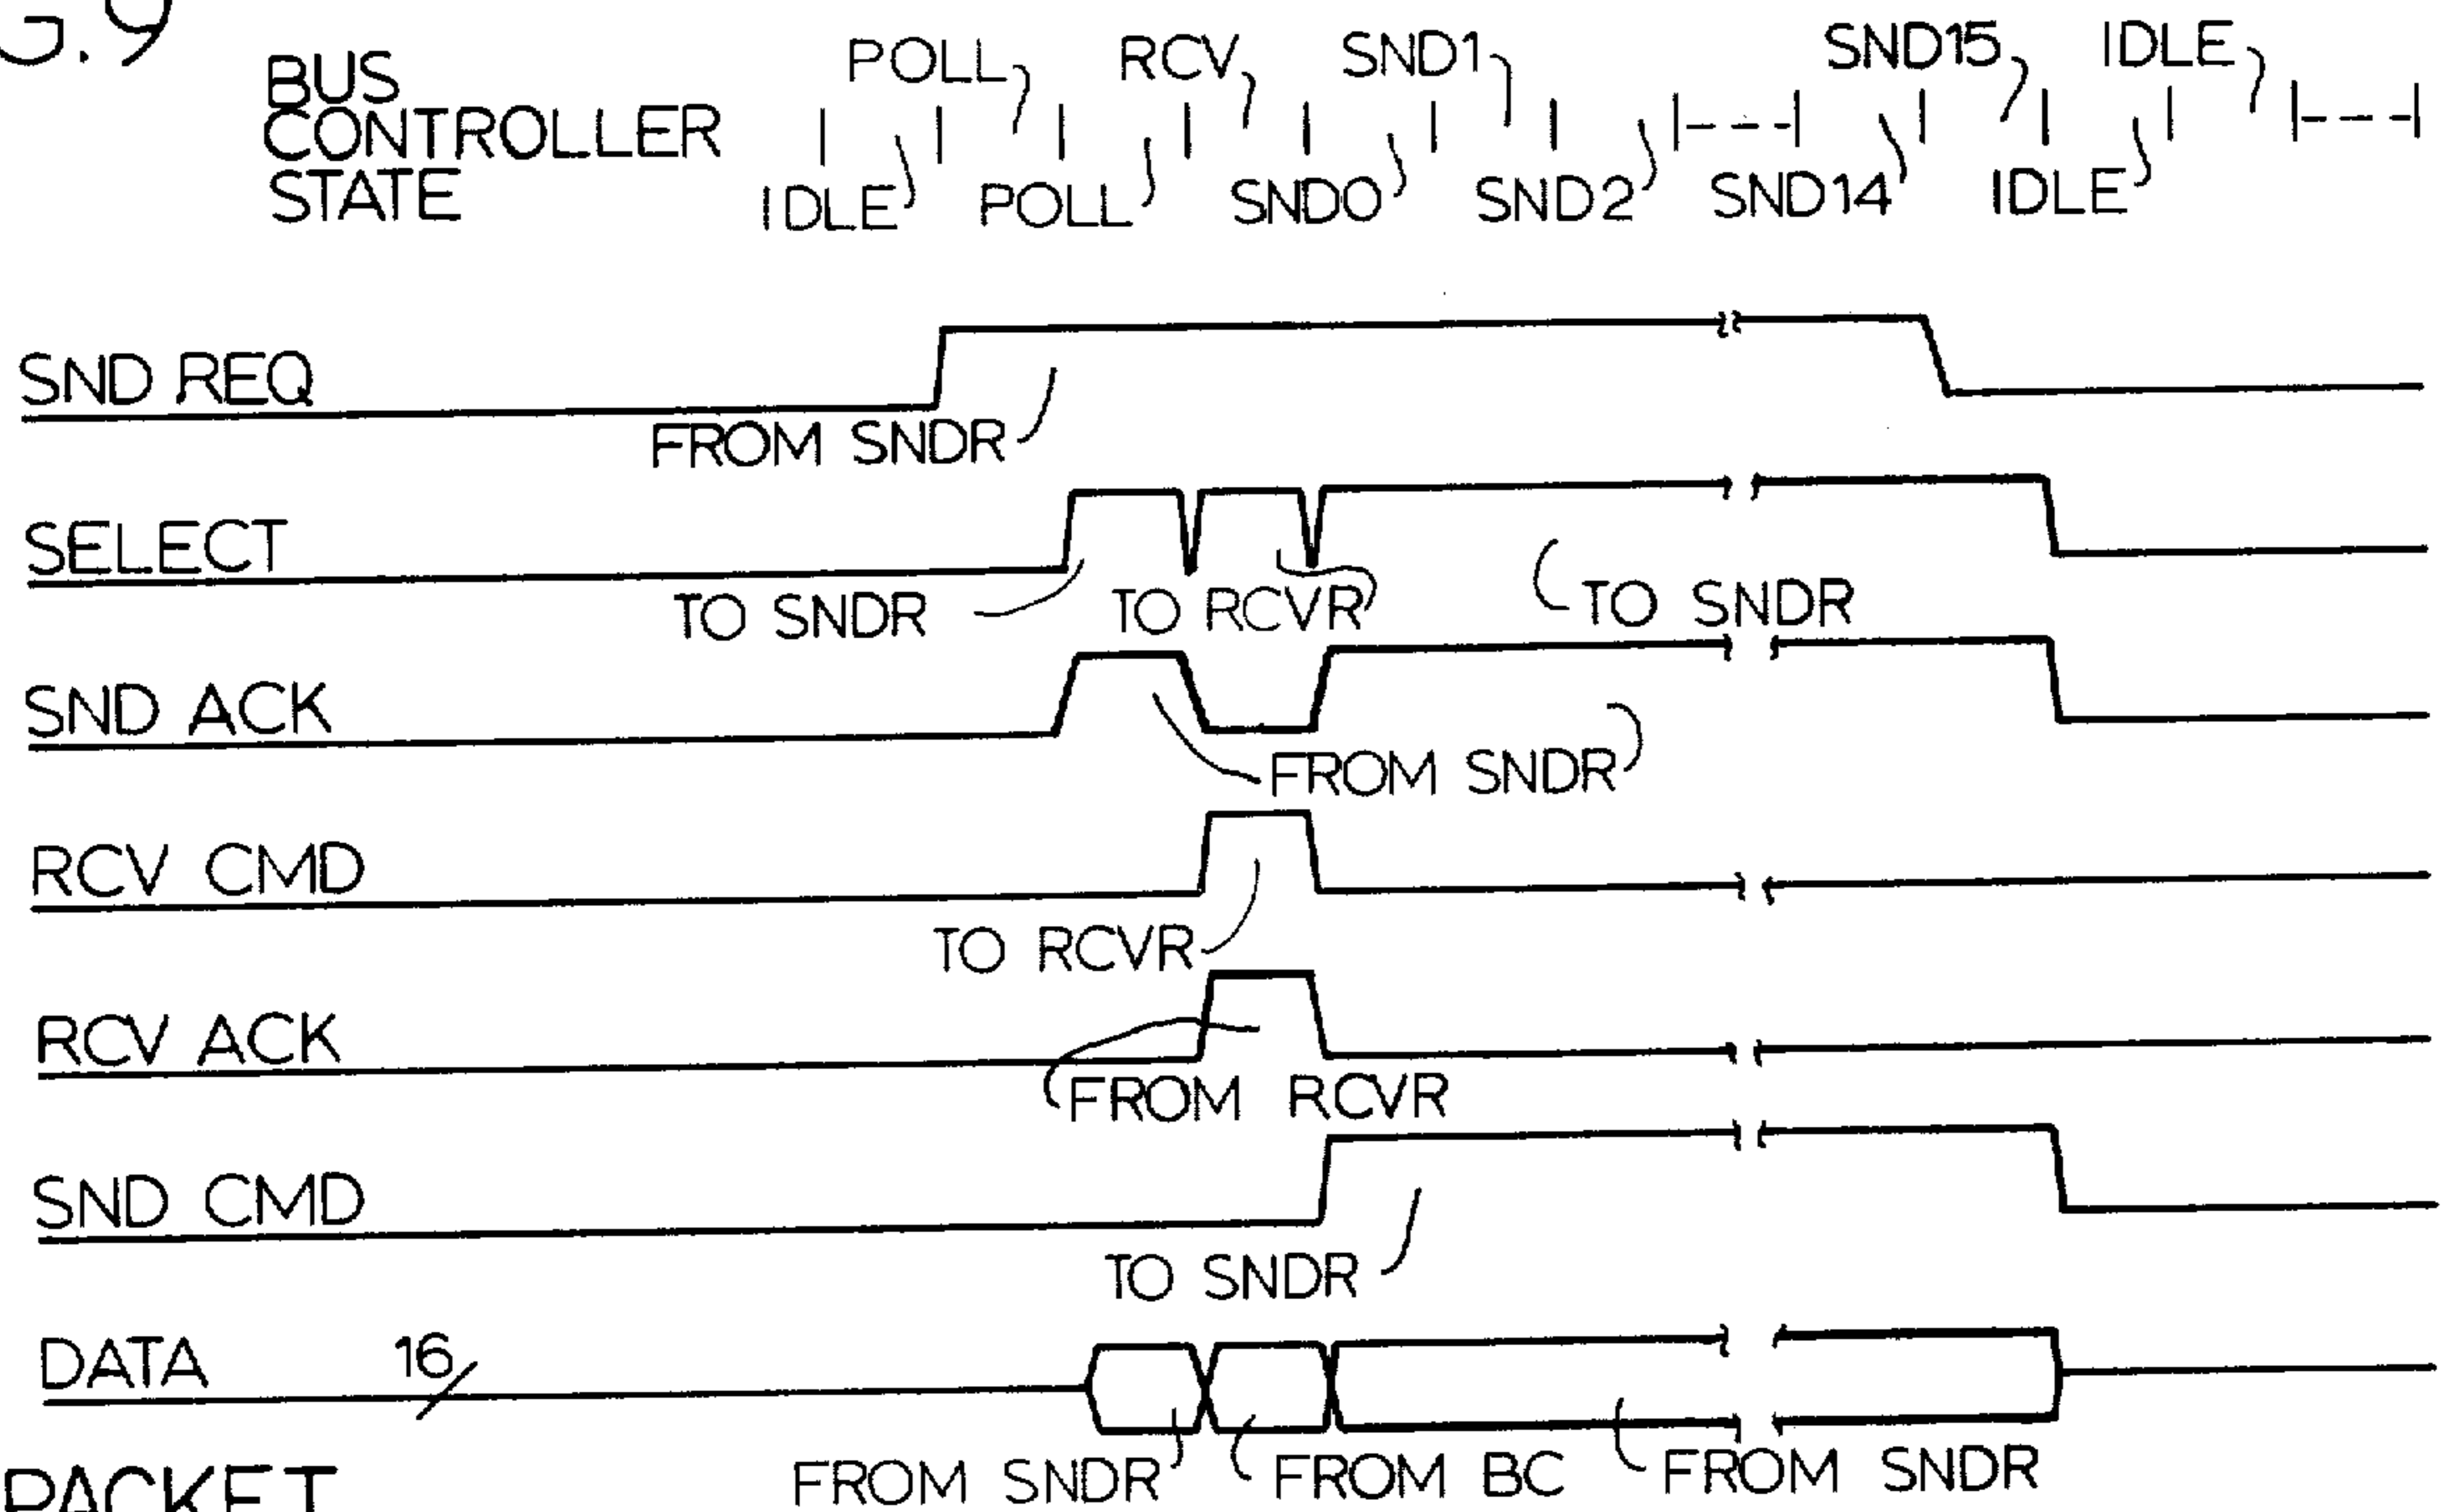 G.9
POLL RCV SND1 SND15 IDLE
BUS
CONTROLLER
STATE
IDLE POLL SND0 SND2 SND14 IDLE
SND REQ
FROM SNDR
SELECT
TO SNDR TO RCVR TO SNDR
SND ACK
FROM SNDR
RCV CMD
TO RCVR
RCV ACK
FROM RCVR
SND CMD
TO SNDR
DATA 16
FROM SNDR FROM BC FROM SNDR
PACKET